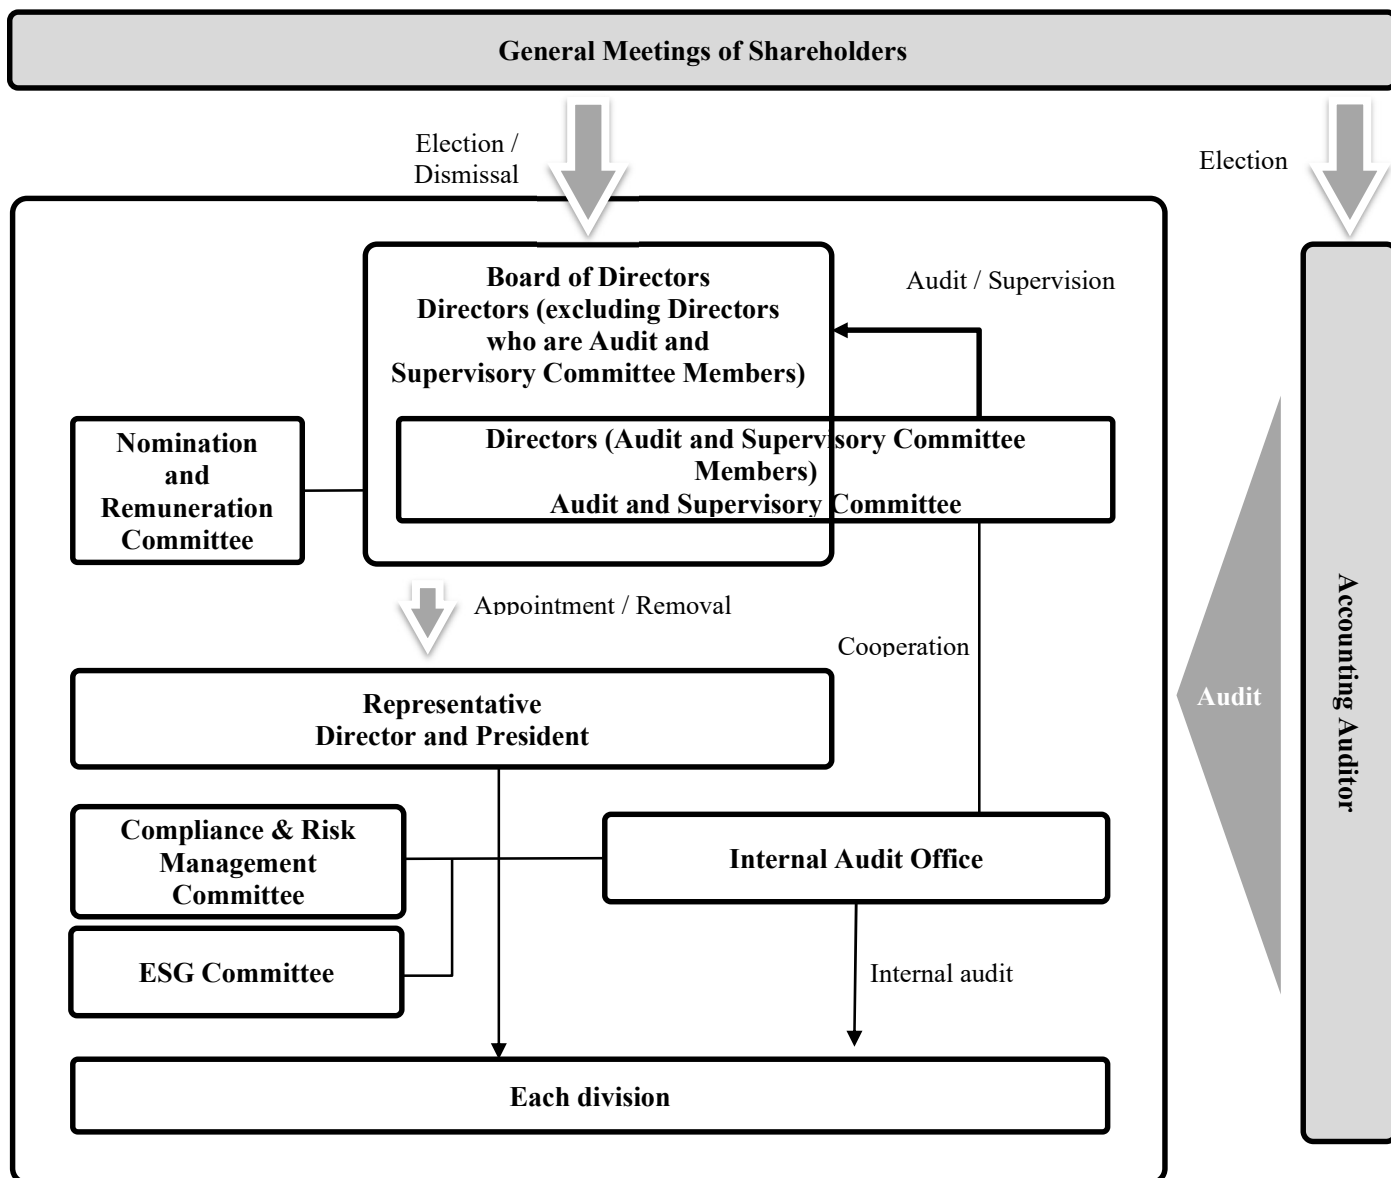 General Meetings of Shareholders
Election /
Dismissal
Election
Board of Directors
Directors (excluding Directors
who are Audit and
Supervisory Committee Members)
Audit / Supervision
Nomination
and
Remuneration
Committee
Directors (Audit and Supervisory Committee
Members)
Audit and Supervisory Committee
Appointment / Removal
Cooperation
Representative
Director and President
Audit
Accounting Auditor
Compliance & Risk
Management
Committee
Internal Audit Office
ESG Committee
Internal audit
Each division